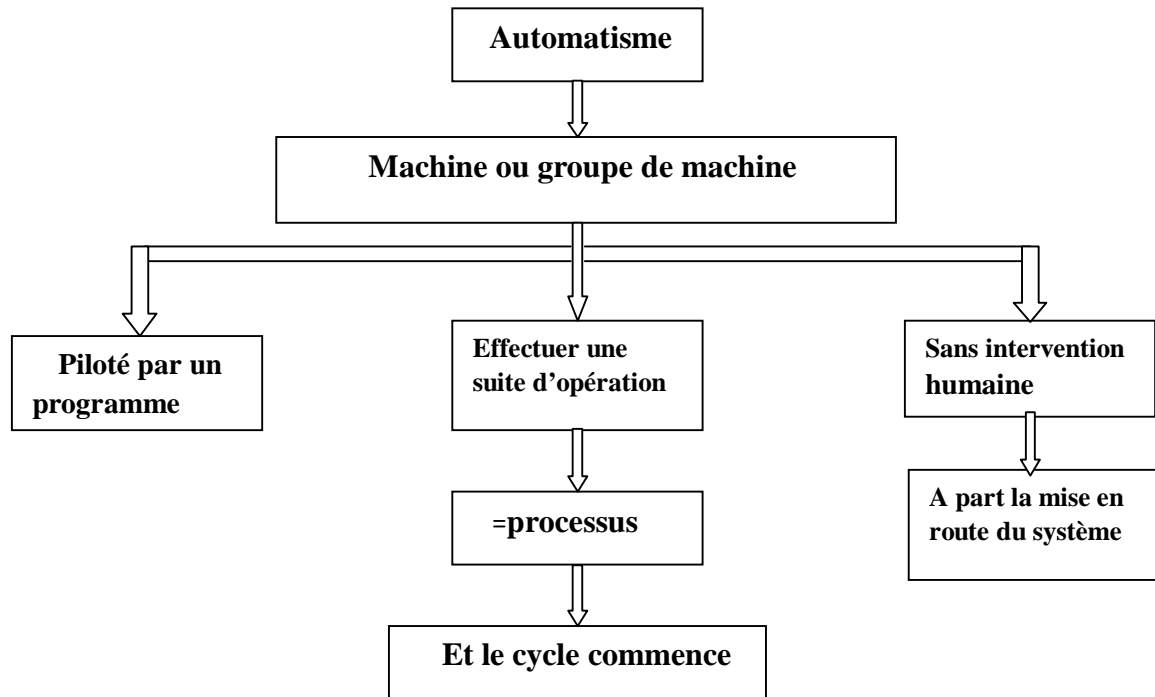 Automatisme
Machine ou groupe de machine
Piloté par un
programme
Effectuer une
suite d’opération
Sans intervention
humaine
=processus
A part la mise en
route du système
Et le cycle commence